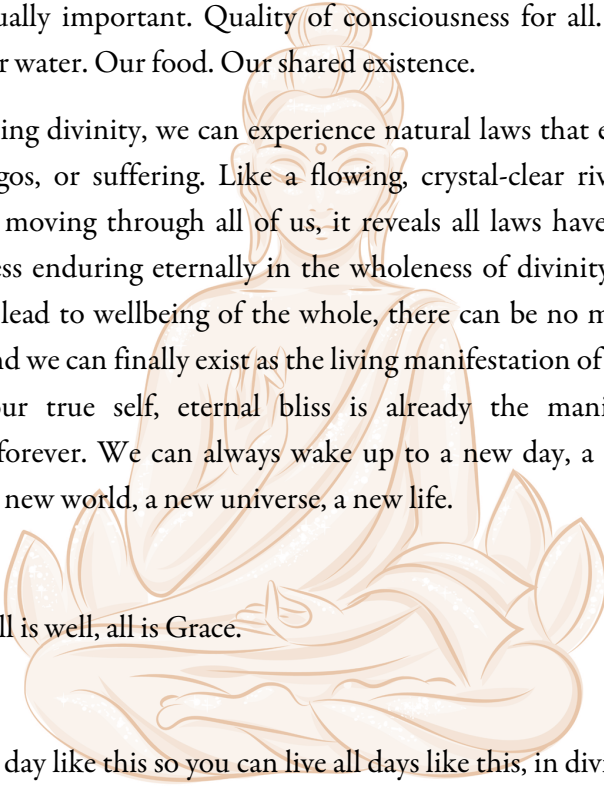 ually important. Quality of consciousness for all.
r water. Our food. Our shared existence.
ing divinity, we can experience natural laws that e
gos, or suffering. Like a flowing, crystal-clear riv
moving through all of us, it reveals all laws have
ess enduring eternally in the wholeness of divinity
lead to wellbeing of the whole, there can be no m
nd we can finally exist as the living manifestation of
our true self, eternal bliss is already the mani
forever. We can always wake up to a new day, a
new world, a new universe, a new life.
ll is well, all is Grace.
day like this so you can live all days like this, in divi